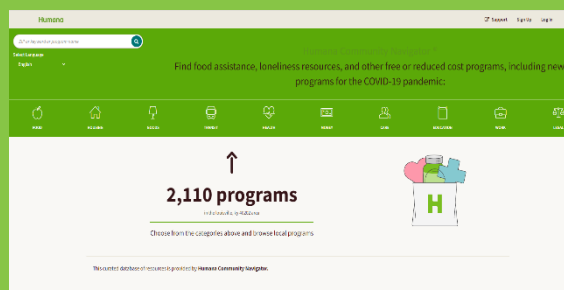 Humana
Support Sign Up Log In
Select Language
English
Humana Community Navigator
Find food assistance, loneliness resources, and other free or reduced cost programs, including new
programs for the COVID-19 pandemic:
FOOD HOUSING GOODS TRANSIT HEALTH MONEY CARE EDUCATION WORK LEGAL
2,110 programs
Choose from the categories above and browse local programs
H
This curated database of resources is provided by Humana Community Navigator.